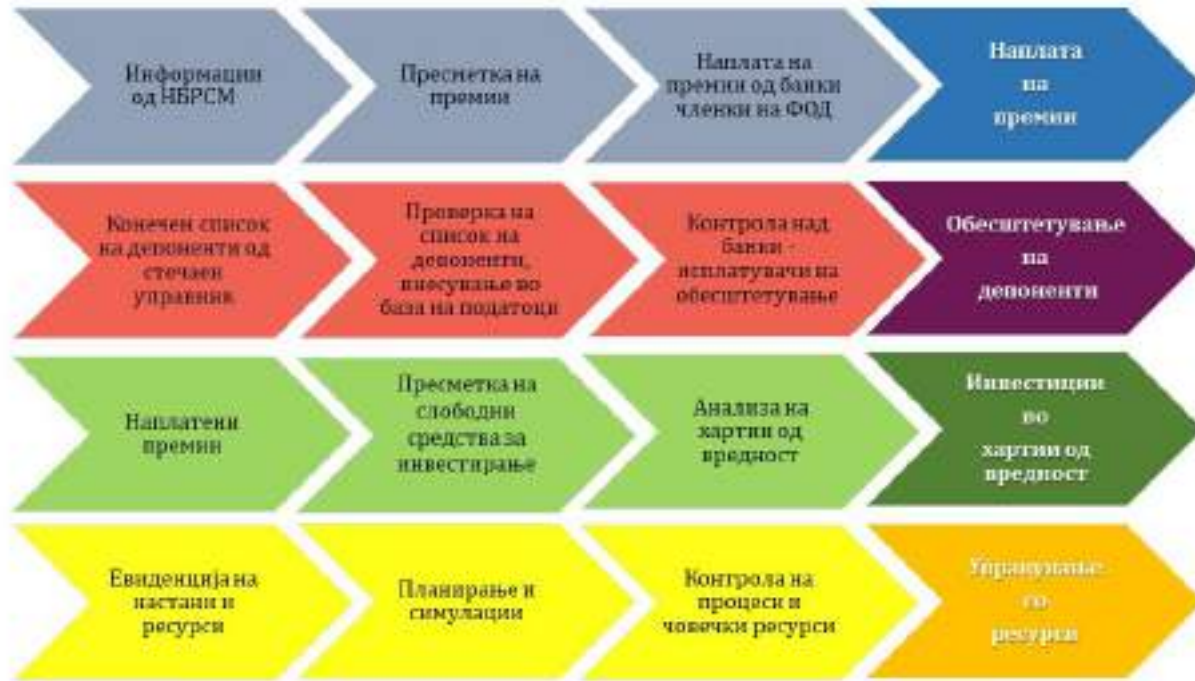 Информации
од НБРСМ
Пресметка на
премии
Наплата на
премии од банки
членки на ФОД
Наплата
на
премии
Конечен список
на депоненти од
стечаен
управник
Проверка на
список на
депоненти,
внесување во
база на податоци
Контрола над
банки -
исплатувачи на
обесштетување
Обесштетување
на
депоненти
Наплатени
премии
Пресметка на
слободни
средства за
инвестирање
Анализа на
хартии од
вредност
Инвестиции
во
хартии од
вредност
Евиденција на
настани и
ресурси
Планирање и
симулации
Контрола на
процеси и
човечки ресурси
Управување
со
ресурси